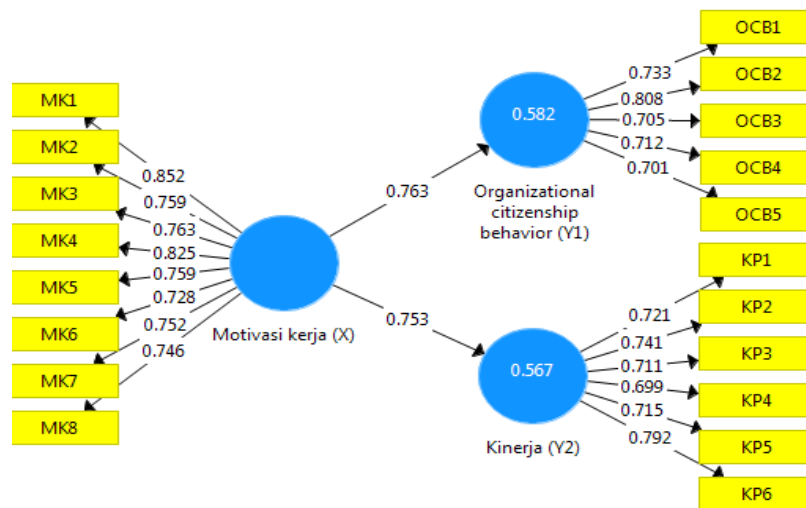 MK1
MK2
MK3
MK4
MK5
MK6
MK7
MK8
0.852
0.759
0.763
0.825
0.759
0.728
0.752
0.746
Motivasi kerja (X)
0.763
0.753
0.582
Organizational
citizenship
behavior (Y1)
0.567
Kinerja (Y2)
0.733
0.808
0.705
0.712
0.701
OCB1
OCB2
OCB3
OCB4
OCB5
0.721
0.741
0.711
0.699
0.715
0.792
KP1
KP2
KP3
KP4
KP5
KP6